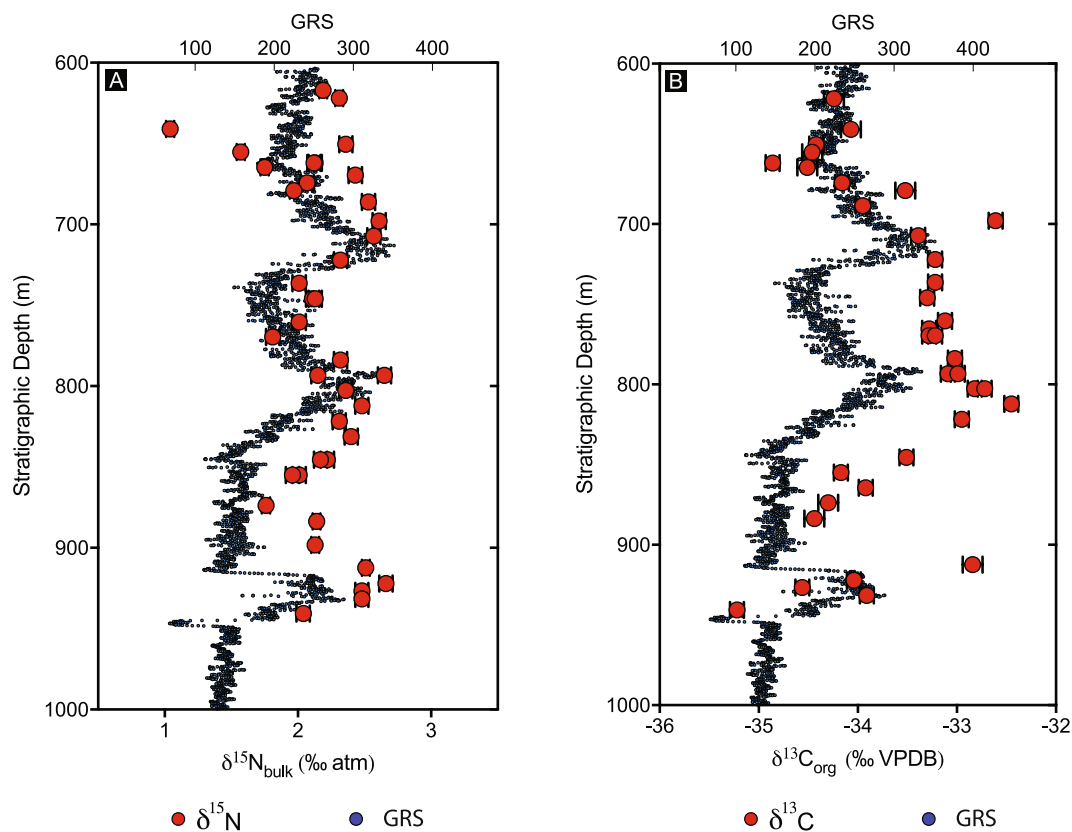 GRS
100 200 300 400
A
600
700
800
900
1000
Stratigraphic Depth (m)
1 2 3
δ15Nbulk (‰ atm)
δ15N GRS
GRS
100 200 300 400
B
600
700
800
900
1000
Stratigraphic Depth (m)
-36 -35 -34 -33 -32
δ13Corg (‰ VPDB)
δ13C GRS